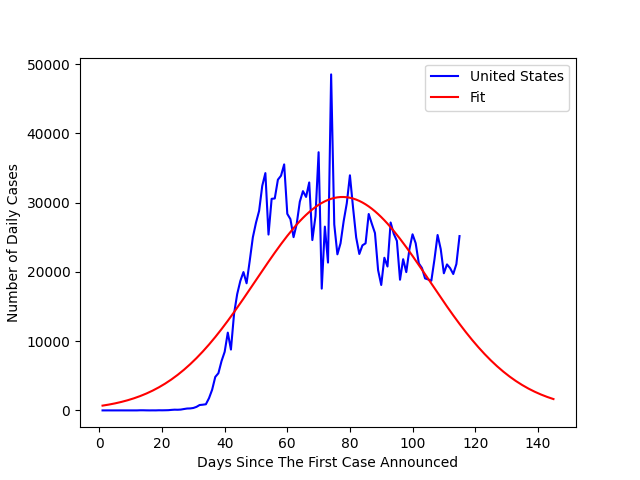 United States
Fit
50000
40000
30000
20000
10000
0
Number of Daily Cases
0 20 40 60 80 100 120 140
Days Since The First Case Announced